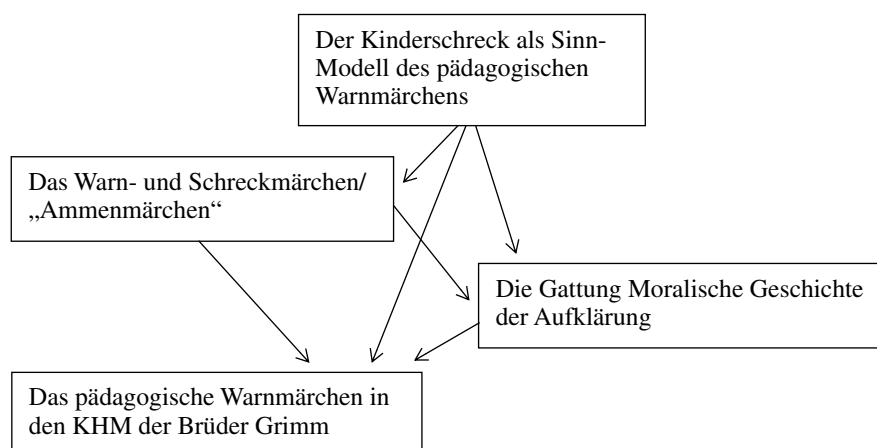 Der Kinderschreck als Sinn-
Modell des pädagogischen
Warnmärchens
Das Warn- und Schreckmärchen/
„Ammenmärchen“
Die Gattung Moralische Geschichte
der Aufklärung
Das pädagogische Warnmärchen in
den KHM der Brüder Grimm